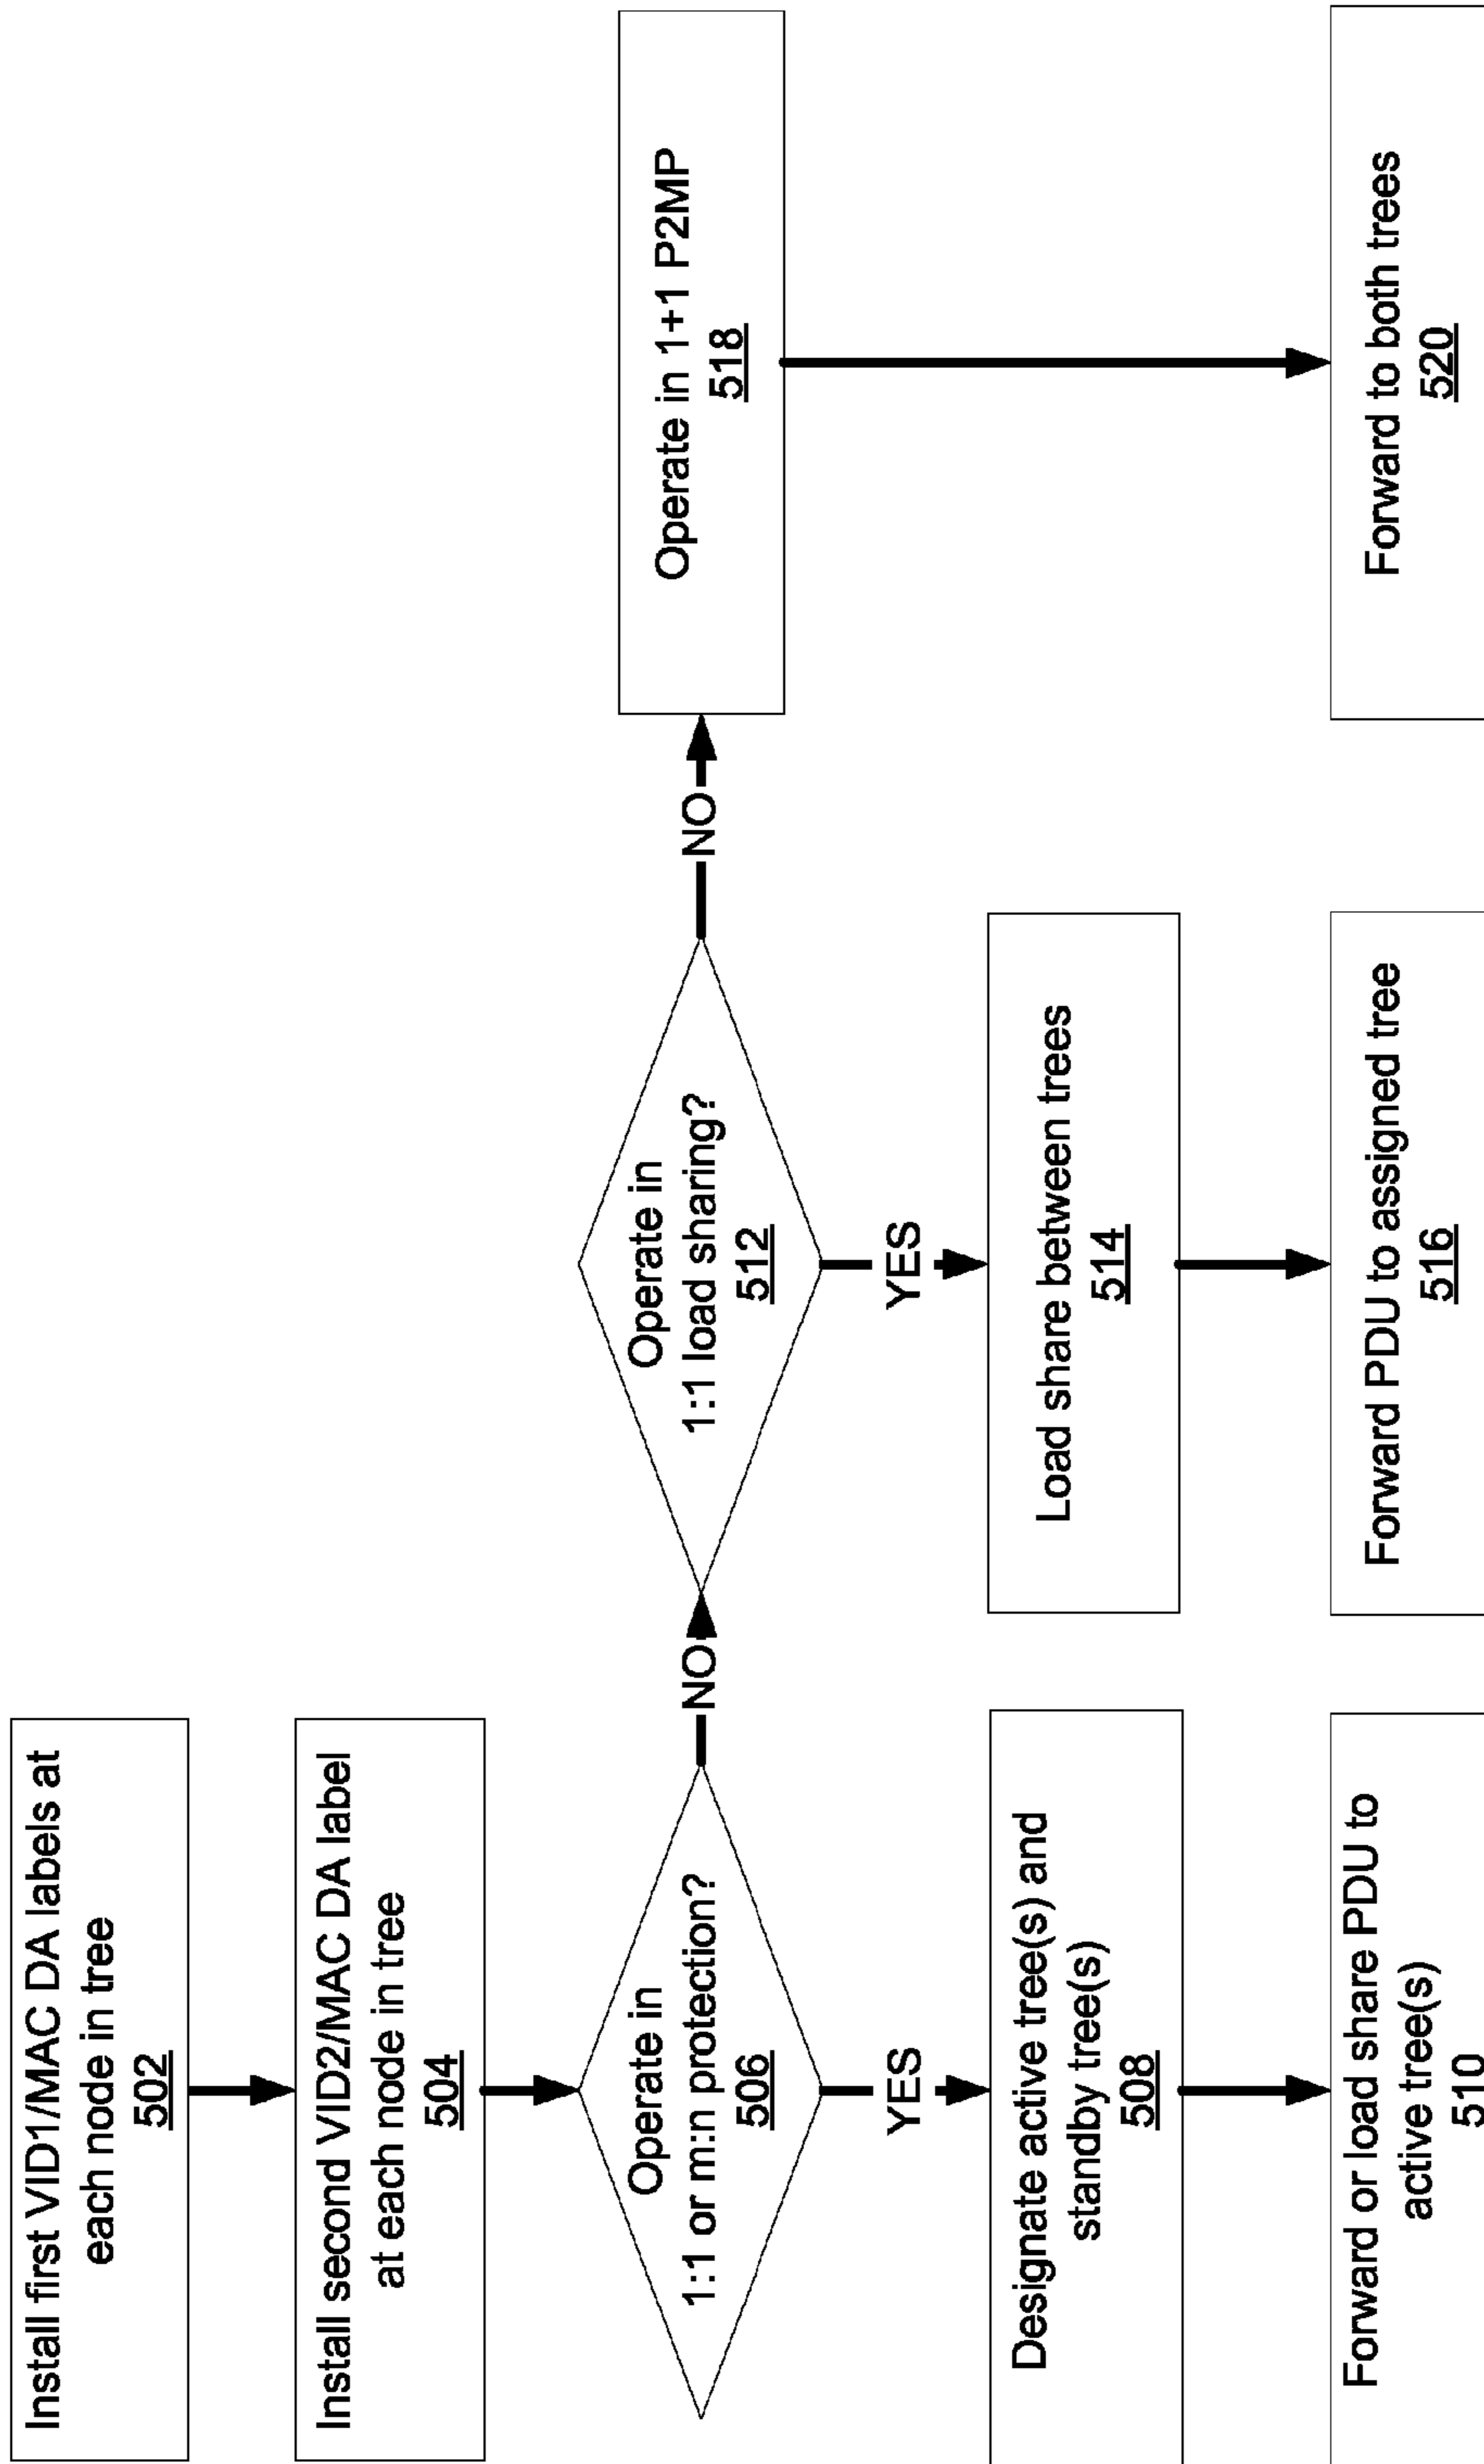 Install first VID1/MAC DA labels at
each node in tree
502
Install second VID2/MAC DA label
at each node in tree
504
Operate in
1:1 or m:n protection?
506
YES
NO
Designate active tree(s) and
standby tree(s)
508
Forward or load share PDU to
active tree(s)
510
Operate in
1:1 load sharing?
512
YES
NO
Load share between trees
514
Forward PDU to assigned tree
516
Operate in 1+1 P2MP
518
Forward to both trees
520